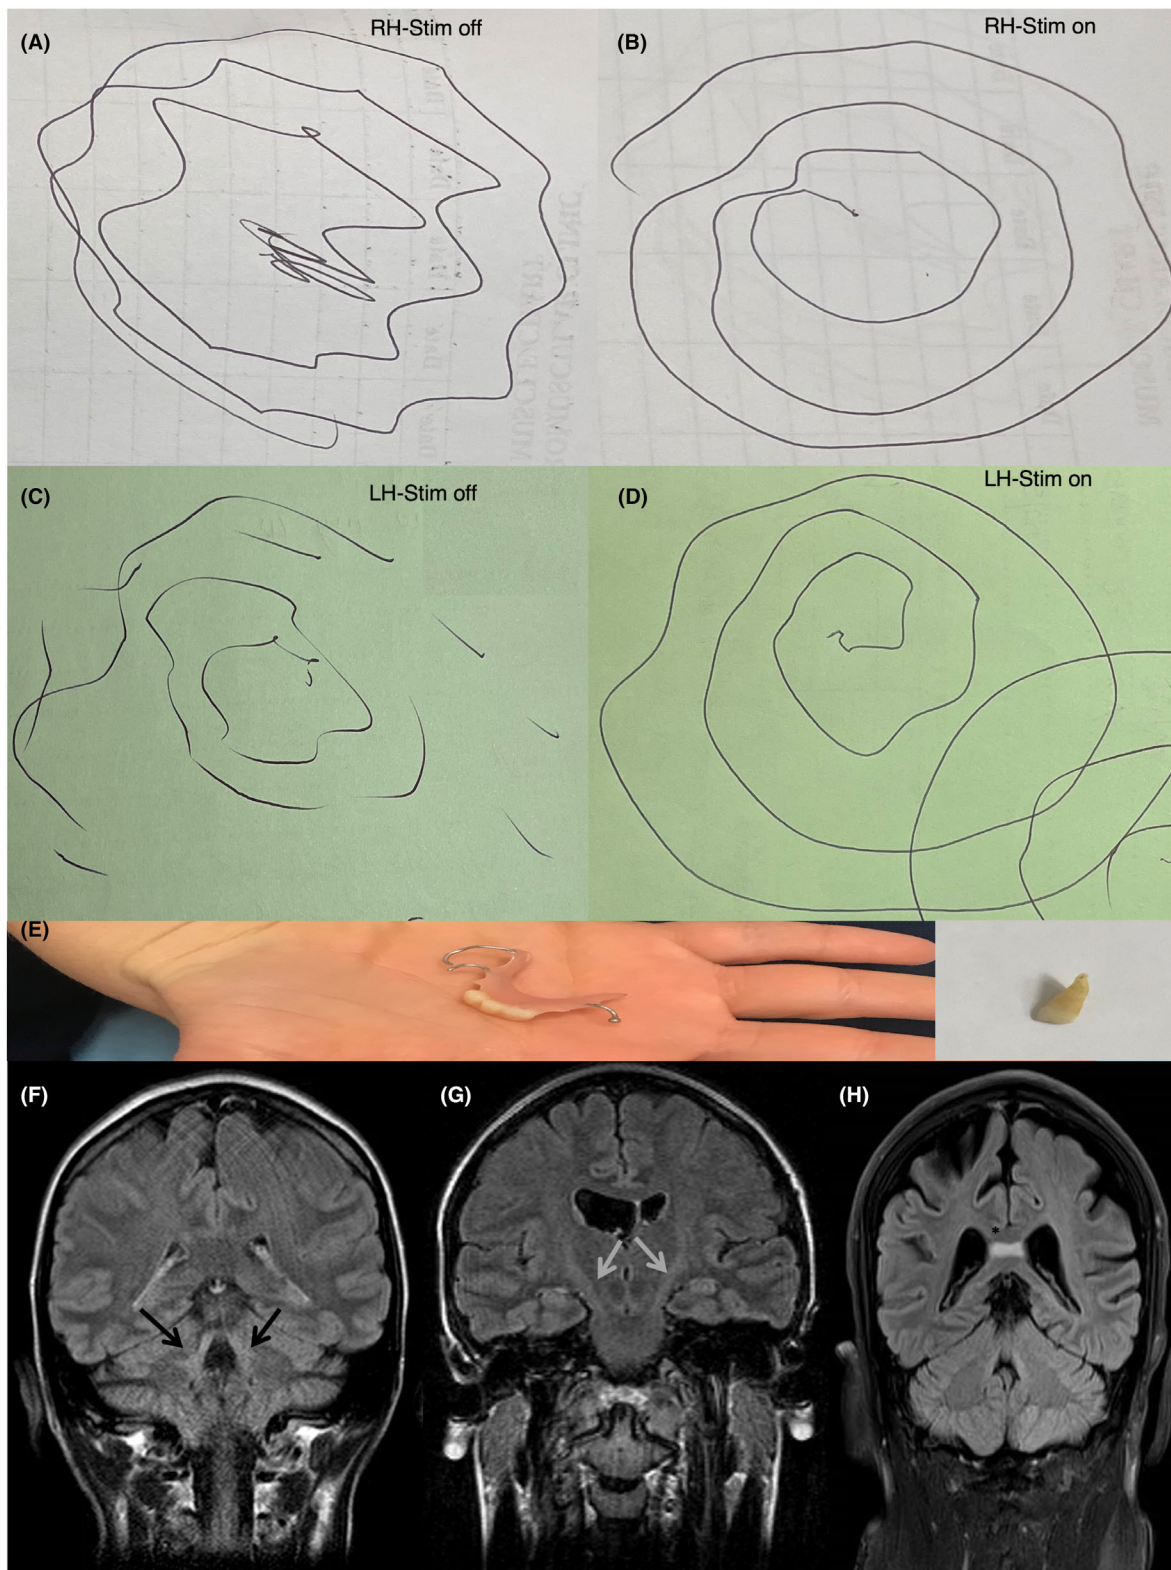 (A)
RH-Stim off
(B)
RH-Stim on
(C)
LH-Stim off
(D)
LH-Stim on
(E)
(F)
(G)
(H)
*